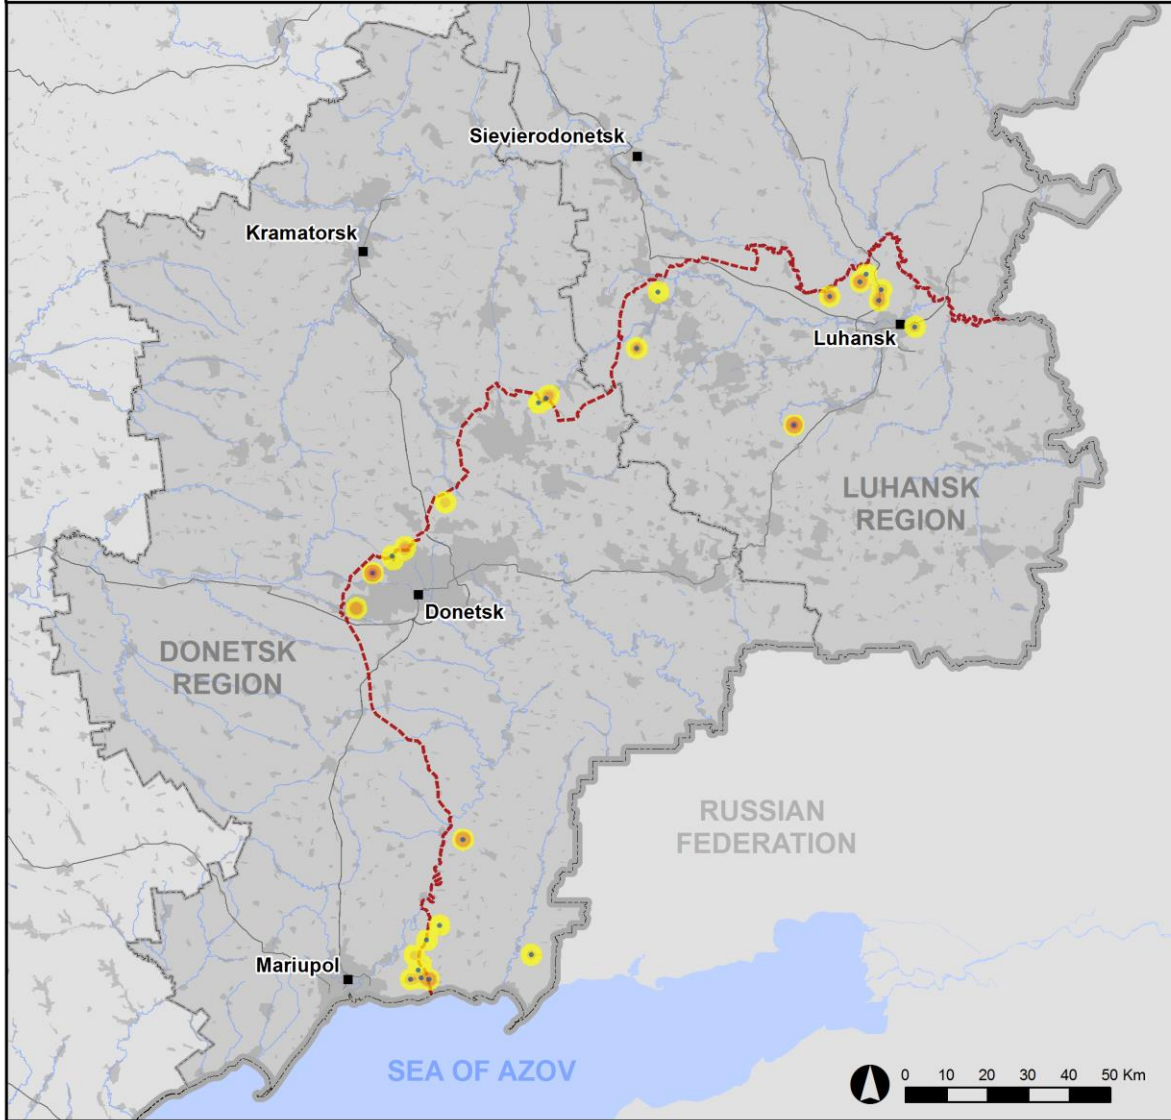 Sievierodonetsk
Kramatorsk
Luhansk
LUHANSK
REGION
Donetsk
DONETSK
REGION
RUSSIAN
FEDERATION
Mariupol
SEA OF AZOV
0 10 20 30 40 50 Km